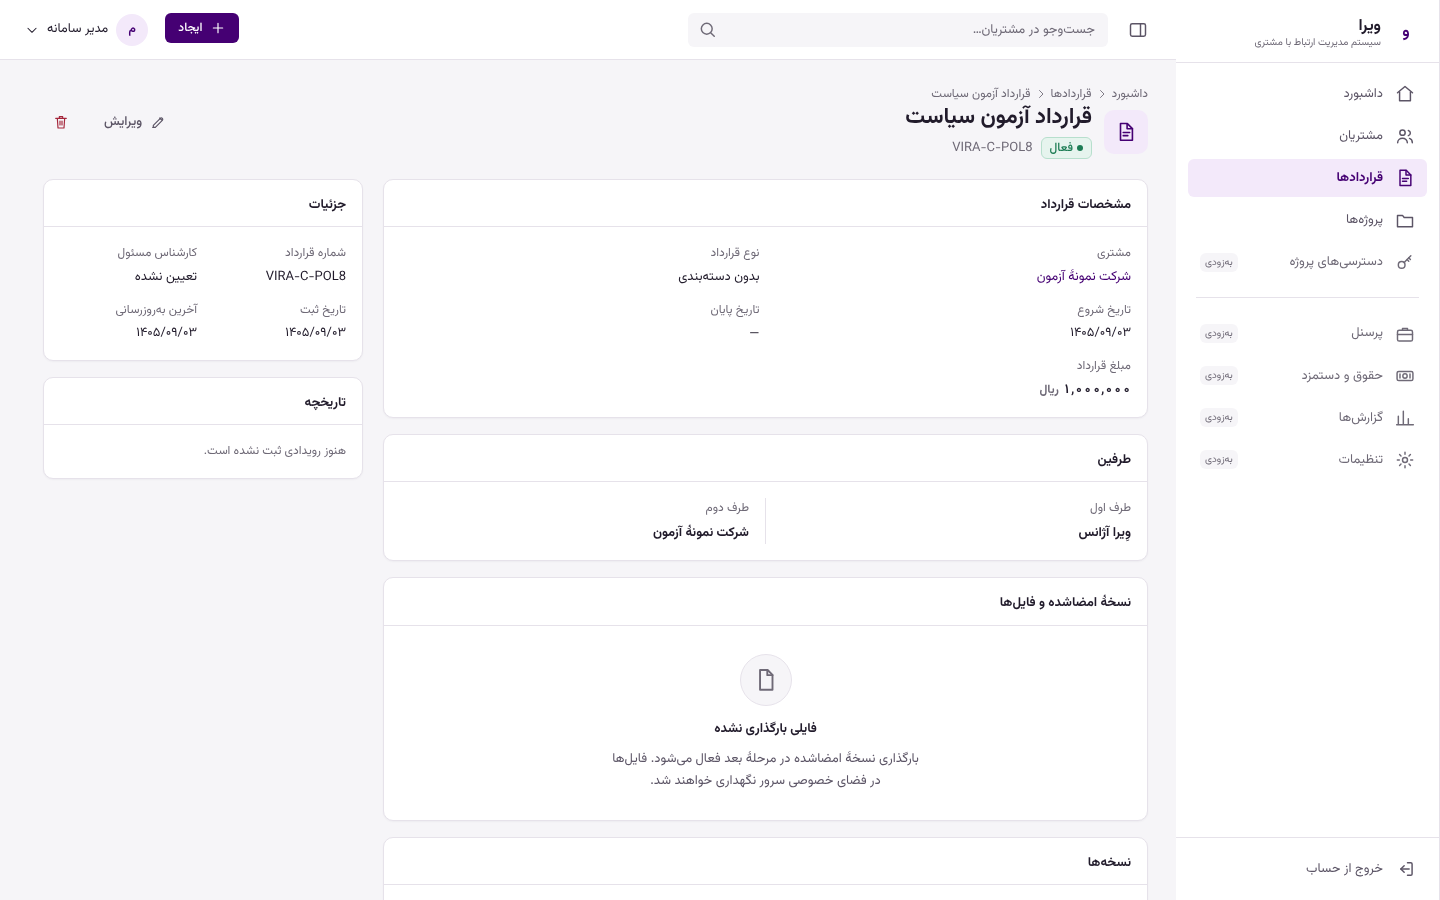 و
ویرا
سیستم مدیریت ارتباط با مشتری
داشبورد
مشتریان
قراردادها
پروژه‌ها
دسترسی‌های پروژه
به‌زودی
پرسنل
به‌زودی
حقوق و دستمزد
به‌زودی
گزارش‌ها
به‌زودی
تنظیمات
به‌زودی
خروج از حساب
جست‌وجو در مشتریان...
ایجاد
م
مدیر سامانه
داشبورد
قراردادها
قرارداد آزمون سیاست
قرارداد آزمون سیاست
فعال
VIRA-C-POL8
ویرایش
مشخصات قرارداد
مشتری
شرکت نمونهٔ آزمون
نوع قرارداد
بدون دسته‌بندی
تاریخ شروع
۱۴۰۵/۰۹/۰۳
تاریخ پایان
—
مبلغ قرارداد
۱,۰۰۰,۰۰۰ ریال
طرفین
طرف اول
وِیرا آژانس
طرف دوم
شرکت نمونهٔ آزمون
نسخهٔ امضاشده و فایل‌ها
فایلی بارگذاری نشده
بارگذاری نسخهٔ امضاشده در مرحلهٔ بعد فعال می‌شود. فایل‌ها
در فضای خصوصی سرور نگهداری خواهند شد.
نسخه‌ها
جزئیات
شماره قرارداد
VIRA-C-POL8
کارشناس مسئول
تعیین نشده
تاریخ ثبت
۱۴۰۵/۰۹/۰۳
آخرین به‌روزرسانی
۱۴۰۵/۰۹/۰۳
تاریخچه
هنوز رویدادی ثبت نشده است.